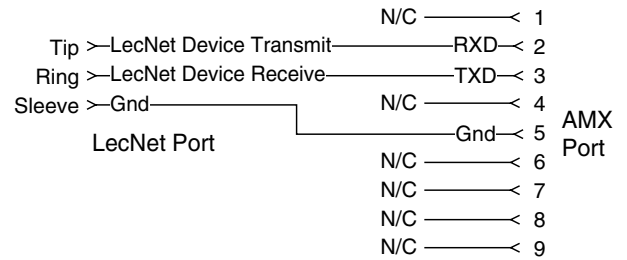 N/C 1
Tip LecNet Device Transmit RXD 2
Ring LecNet Device Receive TXD 3
Sleeve Gnd N/C 4
Gnd 5
LecNet Port
AMX
Port
N/C 6
N/C 7
N/C 8
N/C 9